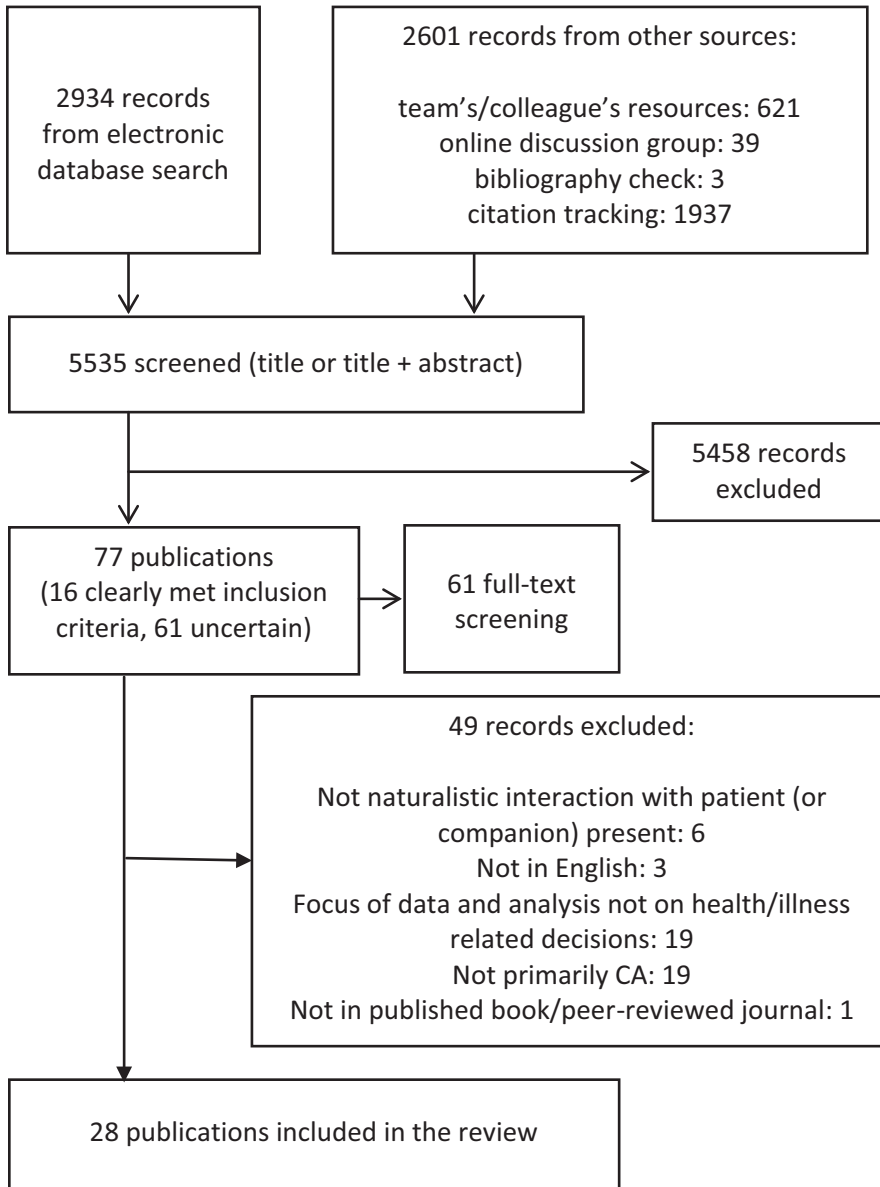 2934 records
from electronic
database search
2601 records from other sources:
team’s/colleague’s resources: 621
online discussion group: 39
bibliography check: 3
citation tracking: 1937
5535 screened (title or title + abstract)
5458 records
excluded
77 publications
(16 clearly met inclusion
criteria, 61 uncertain)
61 full-text
screening
49 records excluded:
Not naturalistic interaction with patient (or
companion) present: 6
Not in English: 3
Focus of data and analysis not on health/illness
related decisions: 19
Not primarily CA: 19
Not in published book/peer-reviewed journal: 1
28 publications included in the review